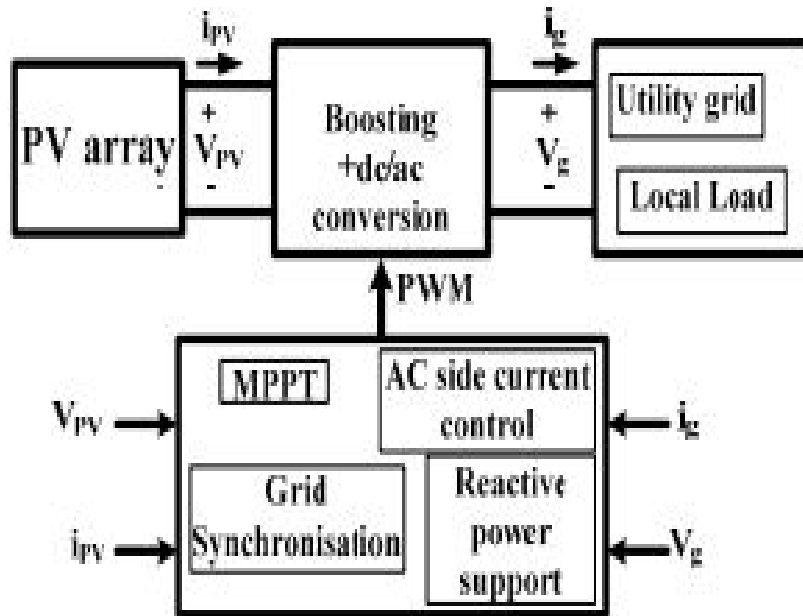 iPV
ig
PV array
+
VPV
-
Boosting
+dc/ac
conversion
+
Vg
-
Utility grid
Local Load
PWM
MPPT
AC side current
control
VPV
ig
Grid
Synchronisation
Reactive
power
support
iPV
Vg